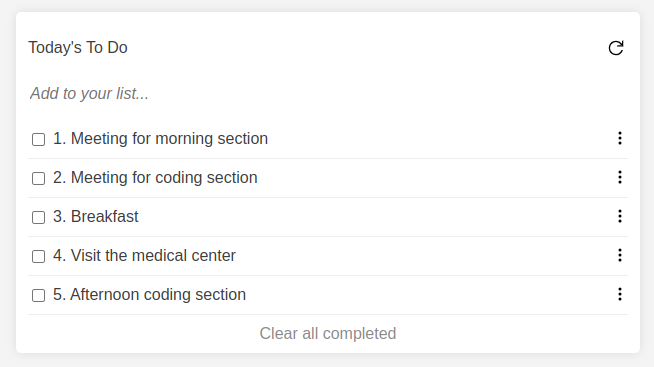 Today's To Do
Add to your list...
1. Meeting for morning section
2. Meeting for coding section
3. Breakfast
4. Visit the medical center
5. Afternoon coding section
Clear all completed